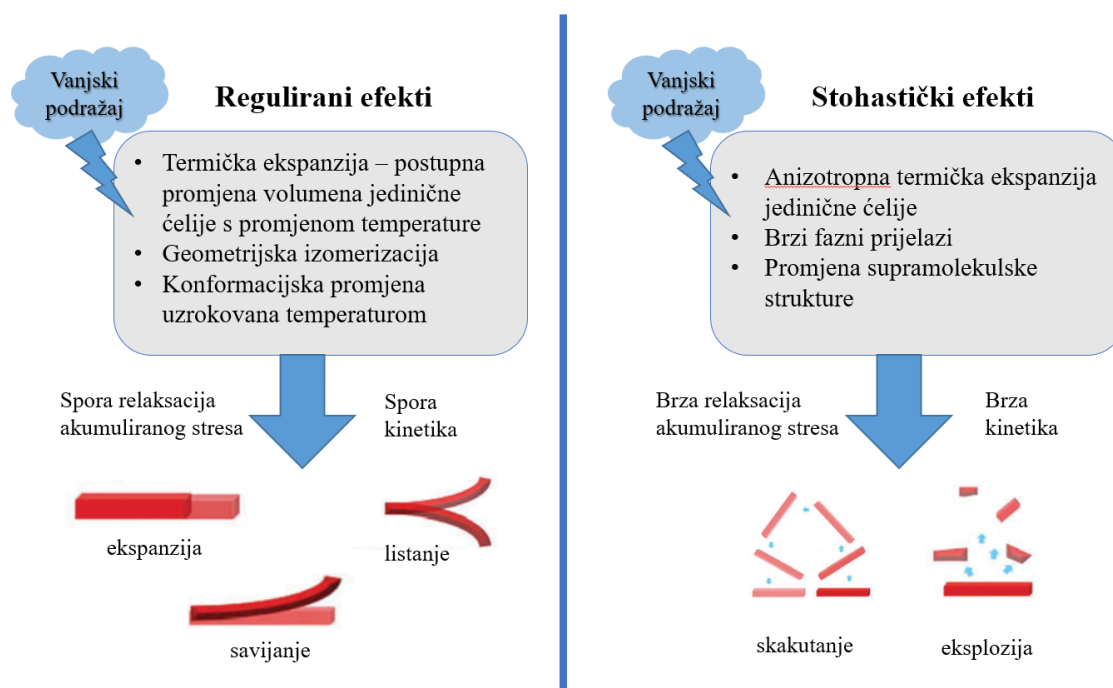 Vanjski
podražaj
Regulirani efekti
• Termička ekspanzija – postupna
promjena volumena jedinične
ćelije s promjenom temperature
• Geometrijska izomerizacija
• Konformacijska promjena
uzrokovana temperaturom
Spora relaksacija
akumuliranog stresa
Spora
kinetika
ekspanzija
listanje
savijanje
Vanjski
podražaj
Stohastički efekti
• Anizotropna termička ekspanzija
jedinične ćelije
• Brzi fazni prijelazi
• Promjena supramolekulske
strukture
Brza relaksacija
akumuliranog stresa
Brza
kinetika
skakutanje
eksplozija